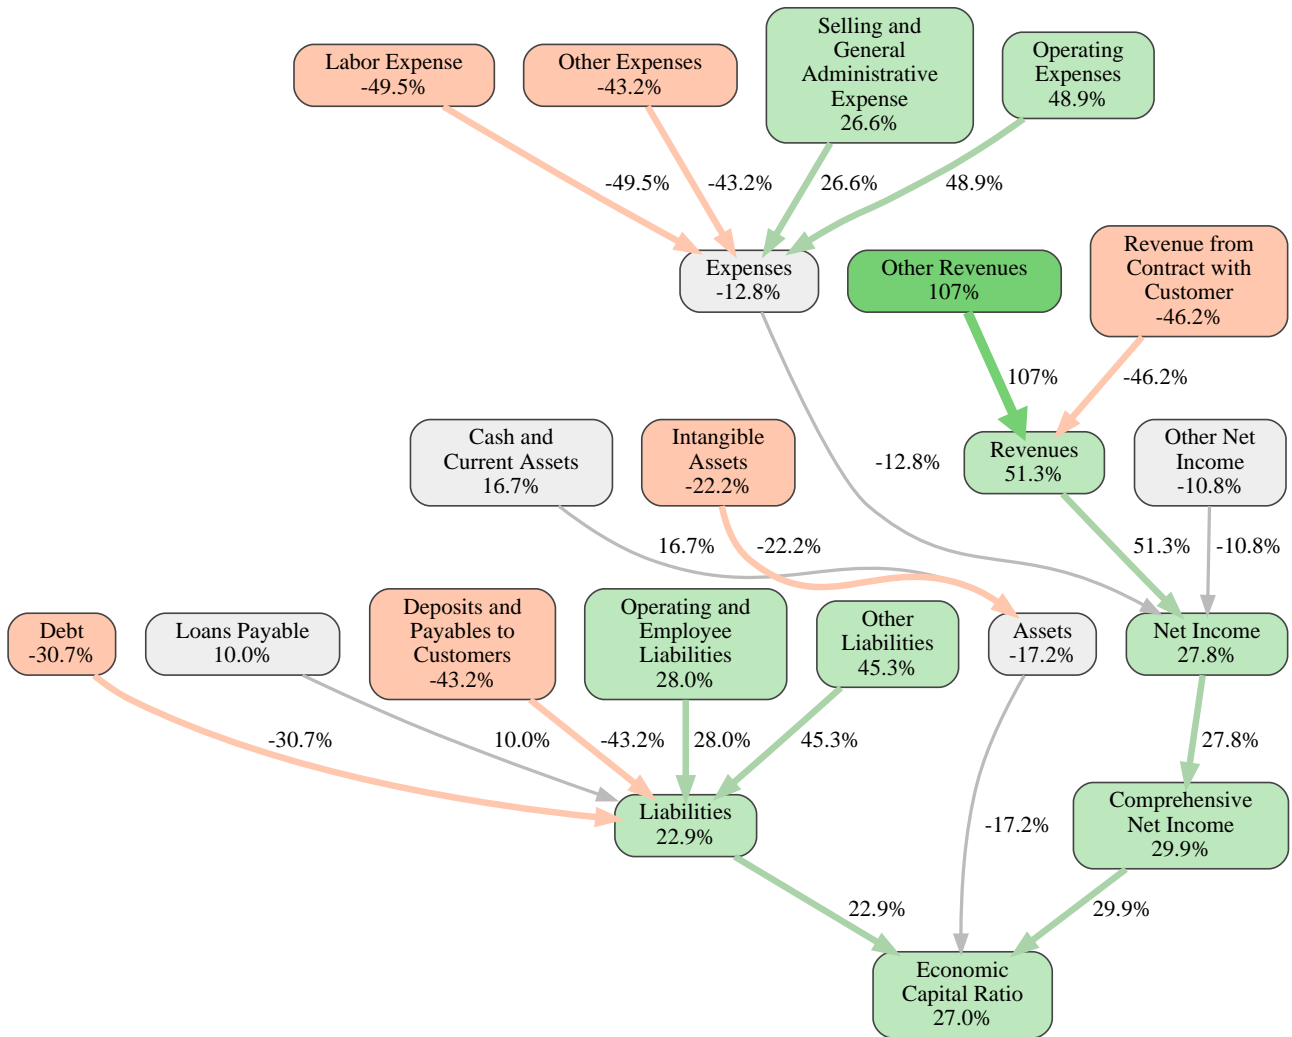 Selling and
General
Administrative
Expense
26.6%
Labor Expense
-49.5%
Other Expenses
-43.2%
Operating
Expenses
48.9%
-49.5%
-43.2%
26.6%
48.9%
Expenses
-12.8%
Other Revenues
107%
Revenue from
Contract with
Customer
-46.2%
107%
-46.2%
Cash and
Current Assets
16.7%
Intangible
Assets
-22.2%
-12.8%
Revenues
51.3%
Other Net
Income
-10.8%
16.7%
-22.2%
51.3%
-10.8%
Debt
-30.7%
Loans Payable
10.0%
Deposits and
Payables to
Customers
-43.2%
Operating and
Employee
Liabilities
28.0%
Other
Liabilities
45.3%
Assets
-17.2%
Net Income
27.8%
-30.7%
10.0%
-43.2%
28.0%
45.3%
27.8%
Liabilities
22.9%
-17.2%
Comprehensive
Net Income
29.9%
22.9%
29.9%
Economic
Capital Ratio
27.0%